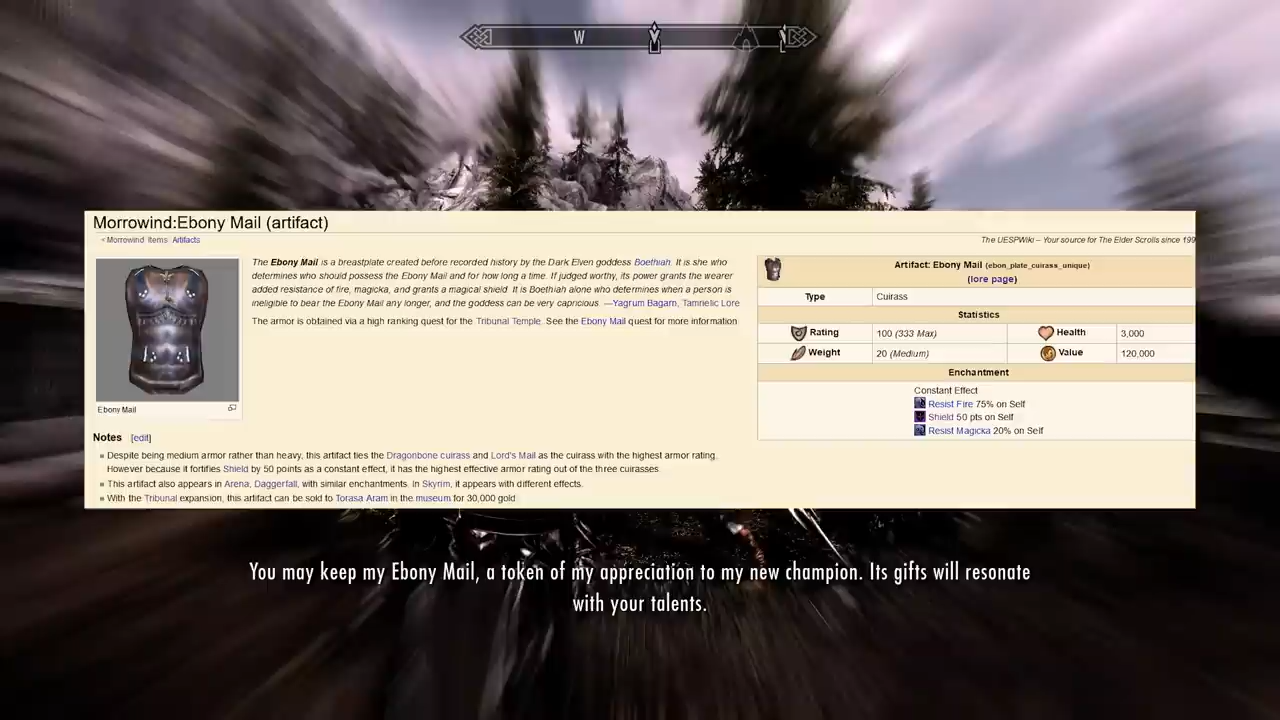 W
Morrowind:Ebony Mail (artifact)
< Morrowind Items Artifacts
The UESPWiki – Your source for The Elder Scrolls since 199
The Ebony Mail is a breastplate created before recorded history by the Dark Elven goddess Boethiah. It is she who
determines who should possess the Ebony Mail and for how long a time. If judged worthy, its power grants the wearer
added resistance of fire, magicka, and grants a magical shield. It is Boethiah alone who determines when a person is
ineligible to bear the Ebony Mail any longer, and the goddess can be very capricious. —Yagrum Bagarn, Tamrielic Lore
The armor is obtained via a high ranking quest for the Tribunal Temple. See the Ebony Mail quest for more information
Ebony Mail
Artifact: Ebony Mail (ebon_plate_cuirass_unique)
(lore page)
Type Cuirass
Statistics
Rating 100 (333 Max) Health 3,000
Weight 20 (Medium) Value 120,000
Enchantment
Constant Effect
Resist Fire 75% on Self
Shield 50 pts on Self
Resist Magicka 20% on Self
Notes [edit]
Despite being medium armor rather than heavy, this artifact ties the Dragonbone cuirass and Lord's Mail as the cuirass with the highest armor rating.
However because it fortifies Shield by 50 points as a constant effect, it has the highest effective armor rating out of the three cuirasses.
This artifact also appears in Arena, Daggerfall, with similar enchantments. In Skyrim, it appears with different effects.
With the Tribunal expansion, this artifact can be sold to Torasa Aram in the museum for 30,000 gold
You may keep my Ebony Mail, a token of my appreciation to my new champion. Its gifts will resonate
with your talents.